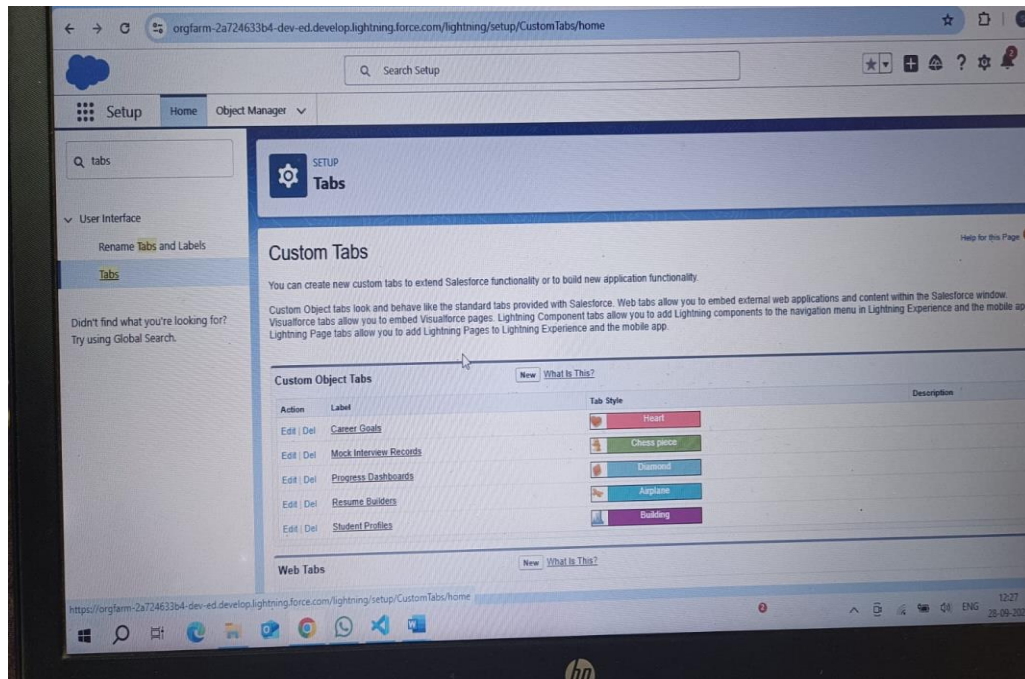 orgfarm-2a724633b4-dev-ed.develop.lightning.force.com/lightning/setup/CustomTabs/home
Search Setup
2
Setup Home Object Manager
tabs
SETUP
Tabs
User Interface
Rename Tabs and Labels
Tabs
Didn't find what you're looking for?
Try using Global Search.
Custom Tabs
Help for this Page
You can create new custom tabs to extend Salesforce functionality or to build new application functionality.
Custom Object tabs look and behave like the standard tabs provided with Salesforce. Web tabs allow you to embed external web applications and content within the Salesforce window.
Visualforce tabs allow you to embed Visualforce pages. Lightning Component tabs allow you to add Lightning components to the navigation menu in Lightning Experience and the mobile ap
Lightning Page tabs allow you to add Lightning Pages to Lightning Experience and the mobile app.
Custom Object Tabs New What Is This?
Action Label Tab Style Description
Edit | Del Career Goals Heart
Edit | Del Mock Interview Records Chess piece
Edit | Del Progress Dashboards Diamond
Edit | Del Resume Builders Airplane
Edit | Del Student Profiles Building
Web Tabs New What Is This?
https://orgfarm-2a724633b4-dev-ed.develop.lightning.force.com/lightning/setup/CustomTabs/home
ENG 12:27
28-09-202
hp